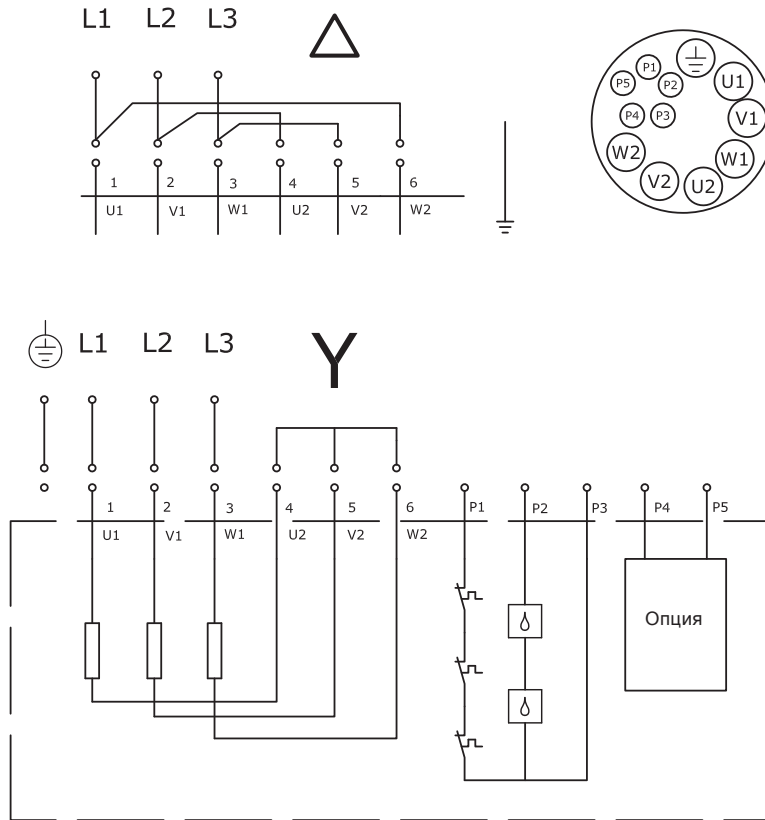 L1 L2 L3
P1
P5
P2
U1
P4
P3
V1
W2
W1
V2
U2
1 2 3 4 5 6
U1 V1 W1 U2 V2 W2
L1 L2 L3 Y
1 2 3 4 5 6 P1 P2 P3 P4 P5
U1 V1 W1 U2 V2 W2
Опция